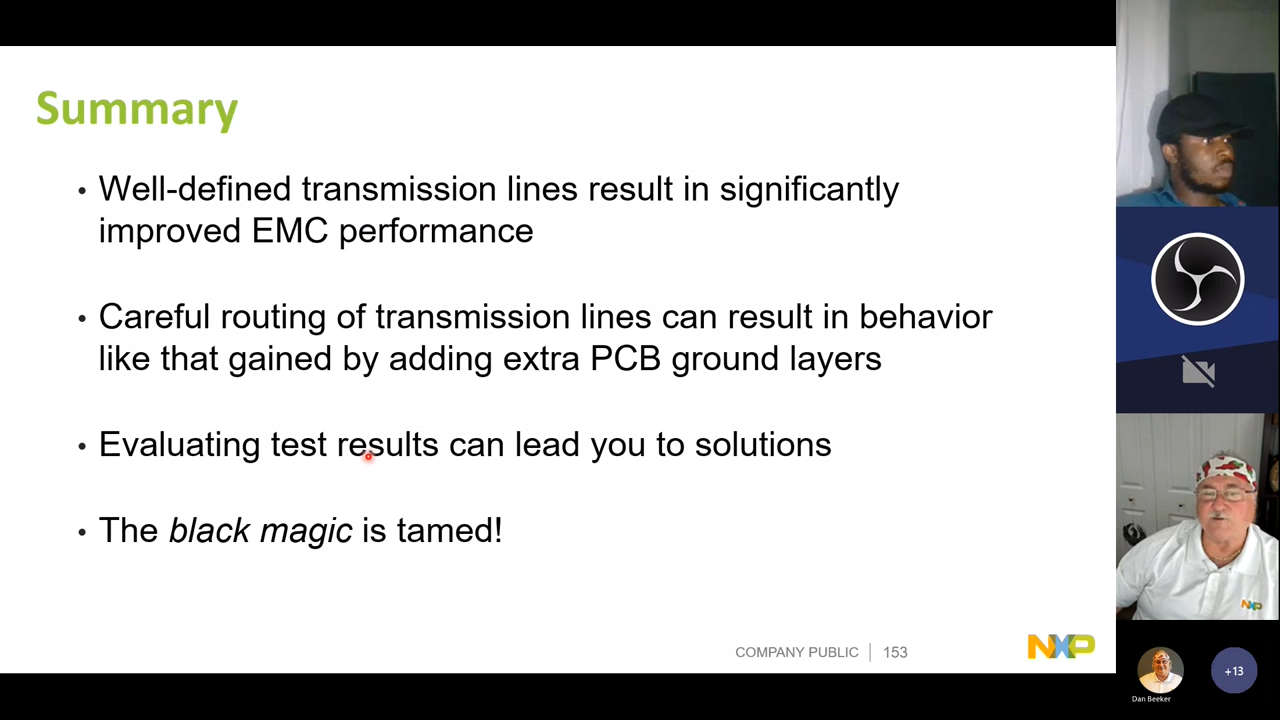 Summary
• Well-defined transmission lines result in significantly
improved EMC performance
• Careful routing of transmission lines can result in behavior
like that gained by adding extra PCB ground layers
• Evaluating test results can lead you to solutions
• The black magic is tamed!
COMPANY PUBLIC | 153
NXP
NXP
Dan Beeker
+13